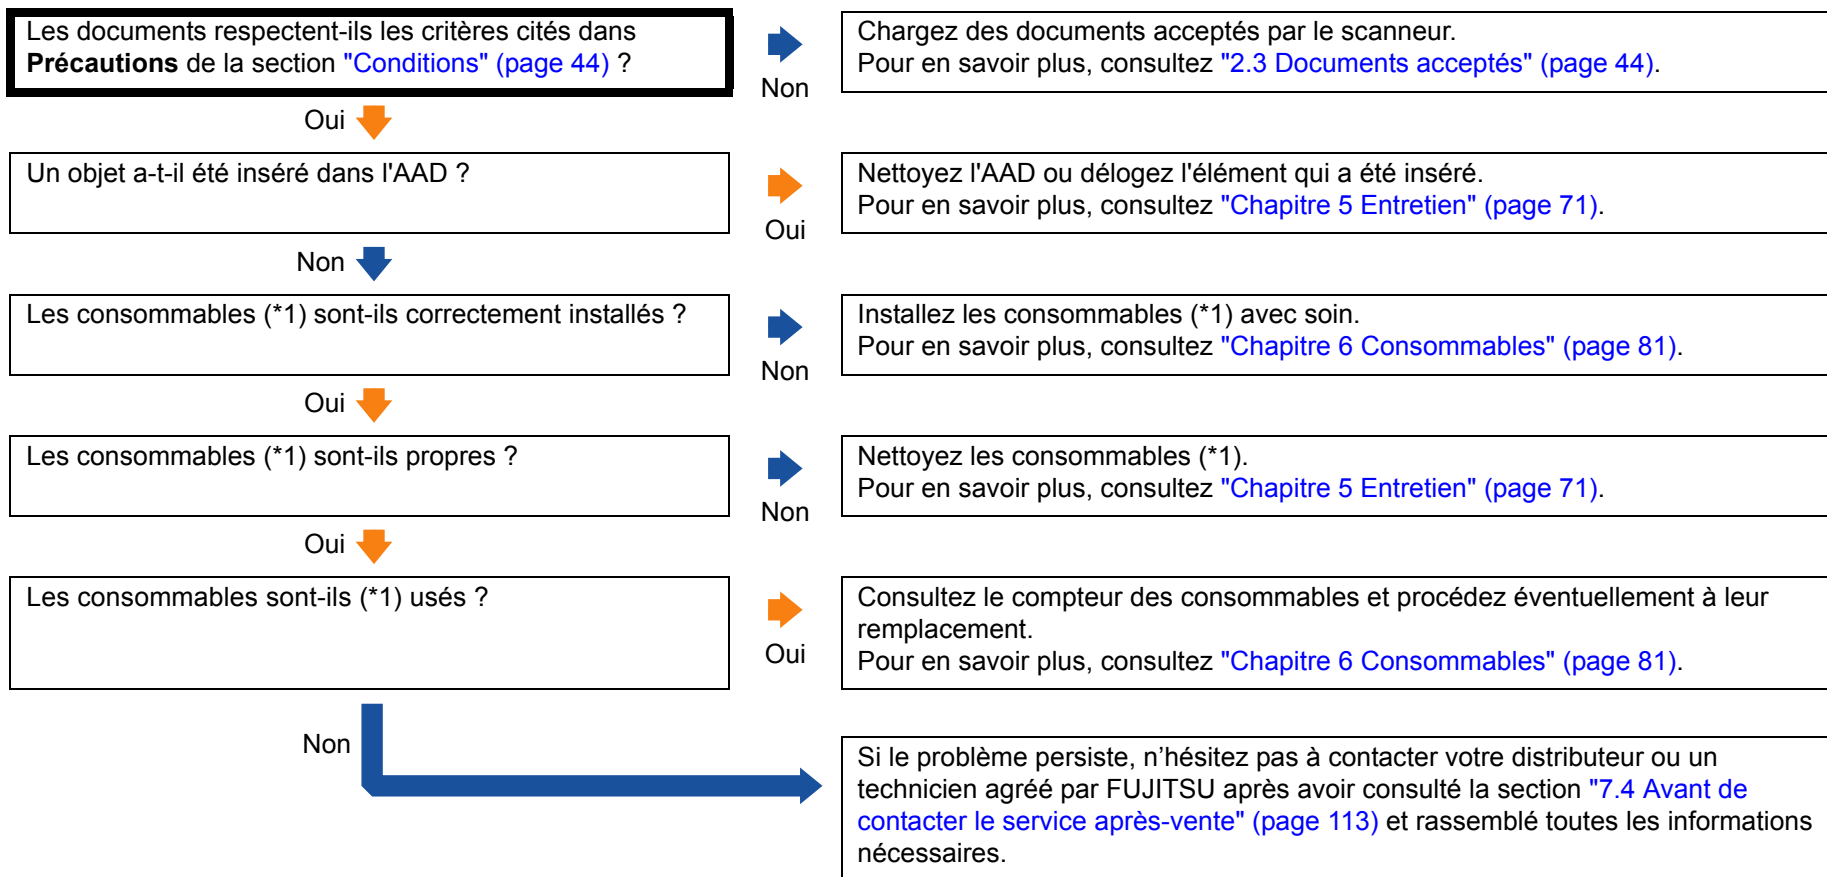 Les documents respectent-ils les critères cités dans
Précautions de la section "Conditions" (page 44) ?
Non
Chargez des documents acceptés par le scanneur.
Pour en savoir plus, consultez "2.3 Documents acceptés" (page 44).
Oui
Un objet a-t-il été inséré dans l'AAD ?
Oui
Nettoyez l'AAD ou délogez l'élément qui a été inséré.
Pour en savoir plus, consultez "Chapitre 5 Entretien" (page 71).
Non
Les consommables (*1) sont-ils correctement installés ?
Non
Installez les consommables (*1) avec soin.
Pour en savoir plus, consultez "Chapitre 6 Consommables" (page 81).
Oui
Les consommables (*1) sont-ils propres ?
Non
Nettoyez les consommables (*1).
Pour en savoir plus, consultez "Chapitre 5 Entretien" (page 71).
Oui
Les consommables sont-ils (*1) usés ?
Oui
Consultez le compteur des consommables et procédez éventuellement à leur
remplacement.
Pour en savoir plus, consultez "Chapitre 6 Consommables" (page 81).
Non
Si le problème persiste, n’hésitez pas à contacter votre distributeur ou un
technicien agréé par FUJITSU après avoir consulté la section "7.4 Avant de
contacter le service après-vente" (page 113) et rassemblé toutes les informations
nécessaires.